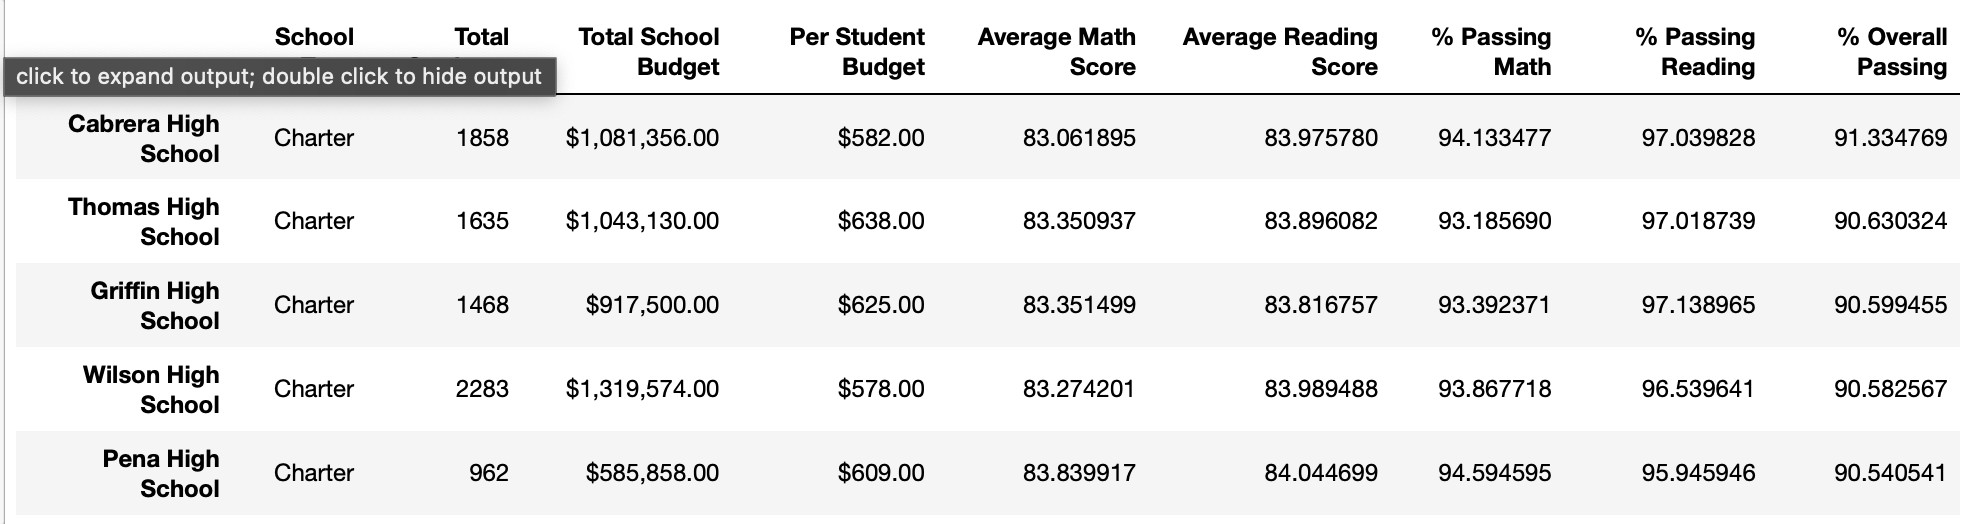 School Total Total School Per Student Average Math Average Reading % Passing % Passing % Overall
Budget Budget Score Score Math Reading Passing
click to expand output; double click to hide output
Cabrera High School Charter 1858 $1,081,356.00 $582.00 83.061895 83.975780 94.133477 97.039828 91.334769
Thomas High School Charter 1635 $1,043,130.00 $638.00 83.350937 83.896082 93.185690 97.018739 90.630324
Griffin High School Charter 1468 $917,500.00 $625.00 83.351499 83.816757 93.392371 97.138965 90.599455
Wilson High School Charter 2283 $1,319,574.00 $578.00 83.274201 83.989488 93.867718 96.539641 90.582567
Pena High School Charter 962 $585,858.00 $609.00 83.839917 84.044699 94.594595 95.945946 90.540541